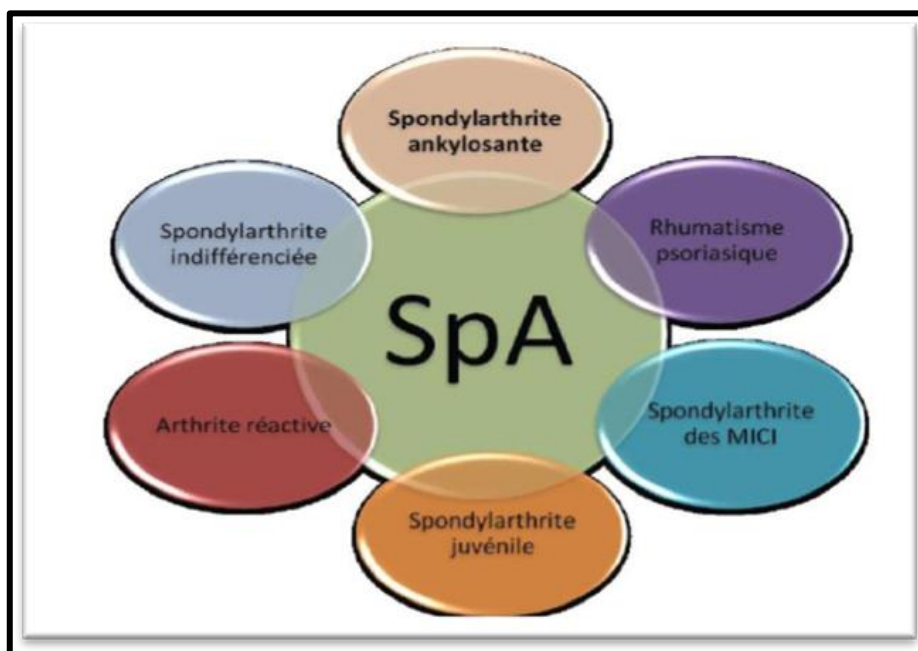 Spondylarthrite
ankylosante
Rhumatisme
psoriasique
Spondylarthrite
indifférenciée
SpA
Spondylarthrite
des MICI
Arthrite réactive
Spondylarthrite
juvénile